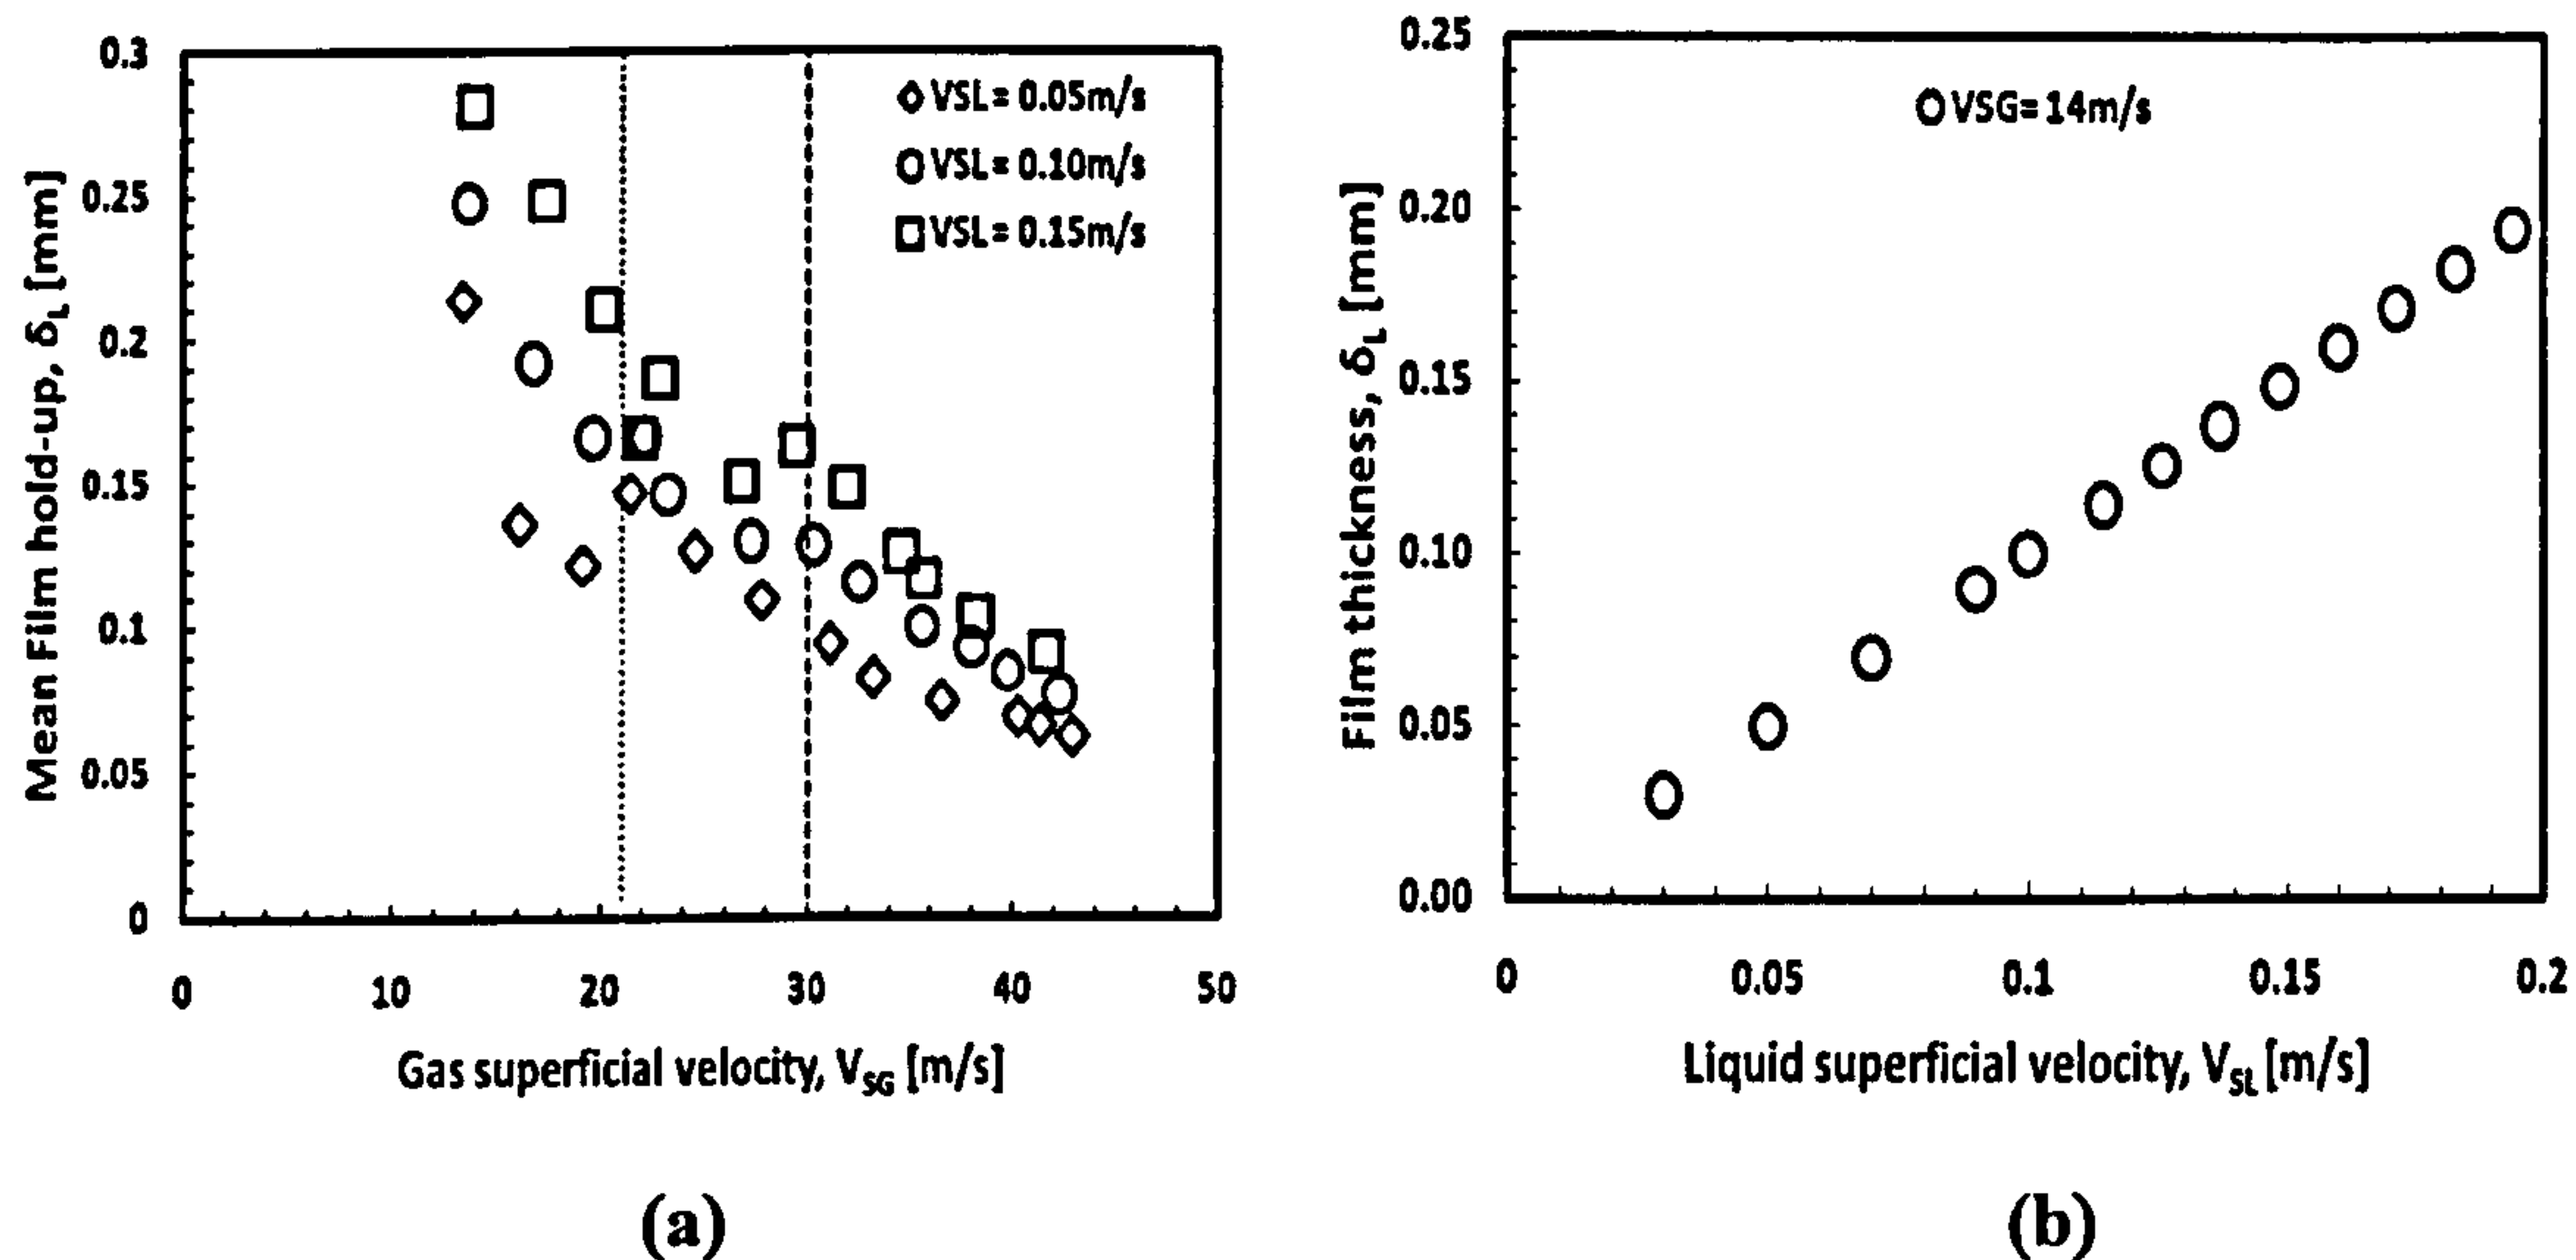 Mean Film hold-up, δL [mm]
0.3
0.25
0.2
0.15
0.1
0.05
0
VSL= 0.05m/s
VSL= 0.10m/s
VSL= 0.15m/s
0 10 20 30 40 50
Gas superficial velocity, VSG [m/s]
(a)
Film thickness, δL [mm]
0.25
0.20
0.15
0.10
0.05
0.00
VSG= 14m/s
0 0.05 0.1 0.15 0.2
Liquid superficial velocity, VSL [m/s]
(b)